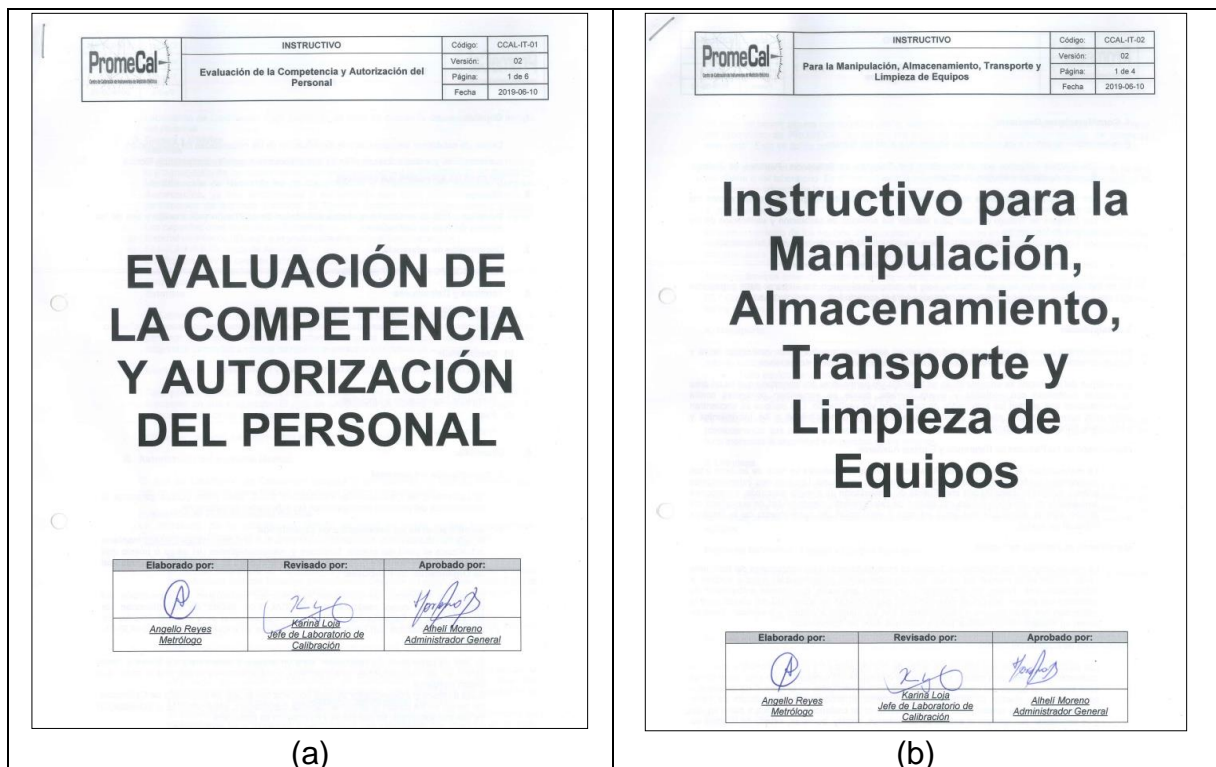 PromeCal
INSTRUCTIVO
Evaluación de la Competencia y Autorización del
Personal
Código: CCAL-IT-01
Versión: 02
Página: 1 de 6
Fecha 2019-06-10
EVALUACIÓN DE
LA COMPETENCIA
Y AUTORIZACIÓN
DEL PERSONAL
Elaborado por: Revisado por: Aprobado por:
Angello Reyes
Metrólogo
Karina Loja
Jefe de Laboratorio de
Calibración
Alhelí Moreno
Administrador General
(a)
PromeCal
INSTRUCTIVO
Para la Manipulación, Almacenamiento, Transporte y
Limpieza de Equipos
Código: CCAL-IT-02
Versión: 02
Página: 1 de 4
Fecha 2019-06-10
Instructivo para la
Manipulación,
Almacenamiento,
Transporte y
Limpieza de
Equipos
Elaborado por: Revisado por: Aprobado por:
Angello Reyes
Metrólogo
Karina Loja
Jefe de Laboratorio de
Calibración
Alhelí Moreno
Administrador General
(b)